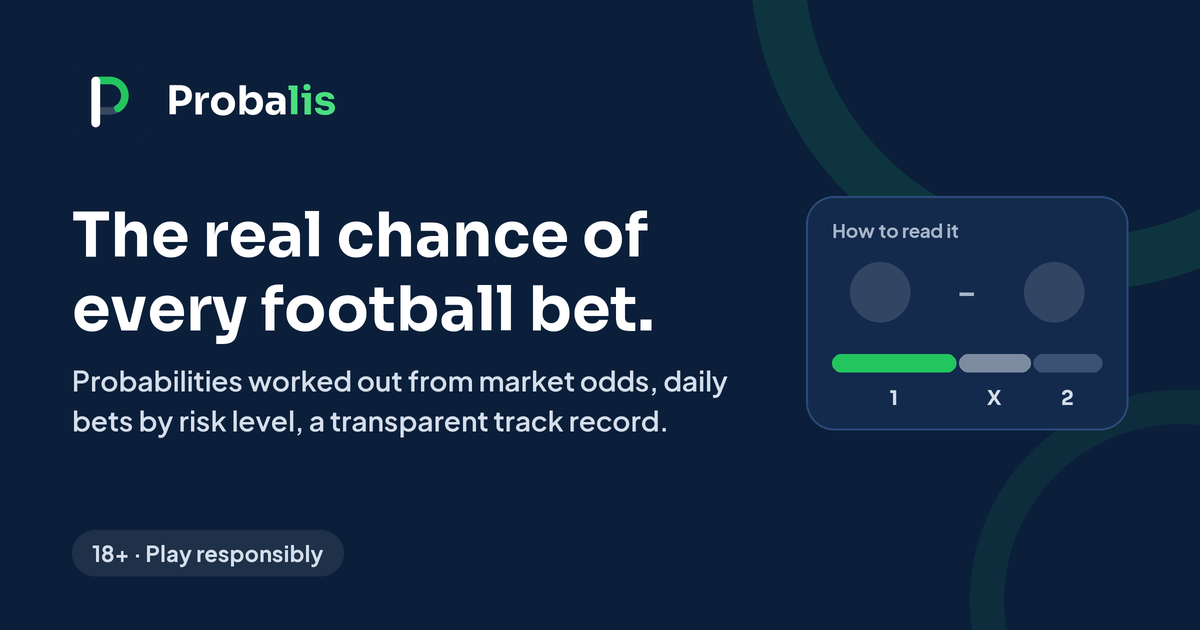 Probalis
The real chance of
every football bet.
Probabilities worked out from market odds, daily
bets by risk level, a transparent track record.
18+ · Play responsibly
How to read it
–
1 X 2